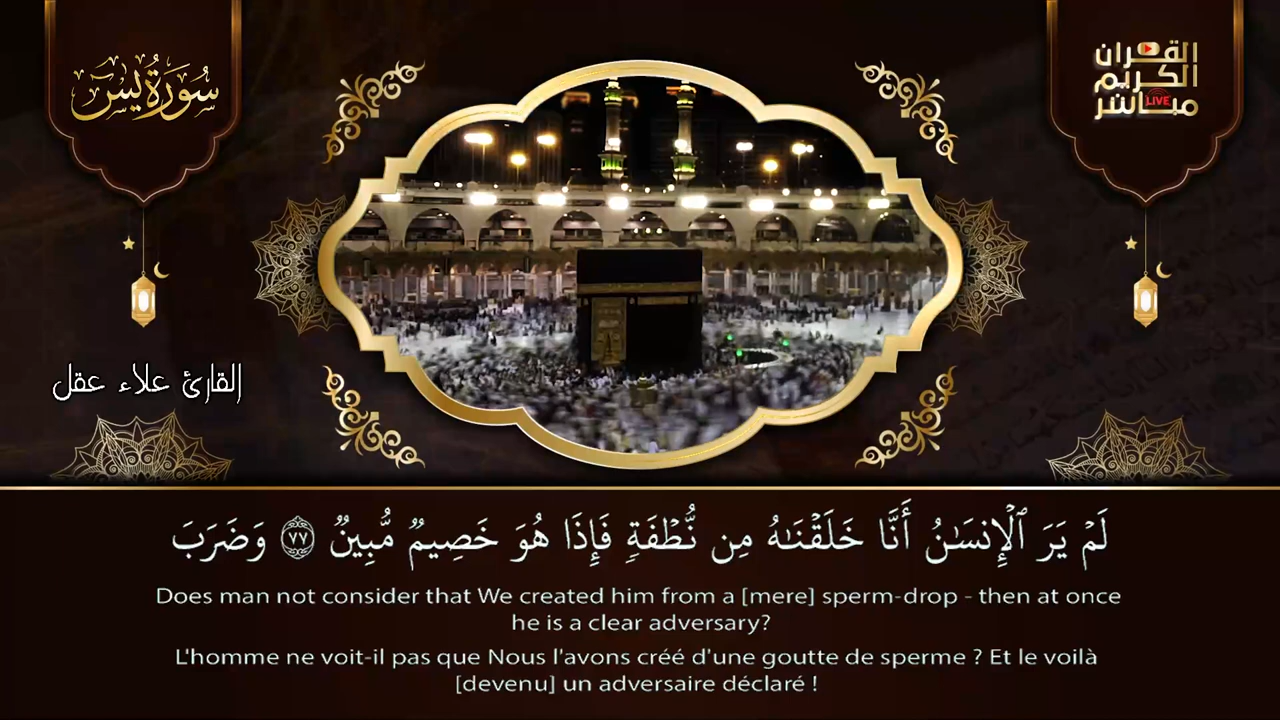 سُورَةُ يسٓ
القرآن
الكريم
مباشر
LIVE
القارئ علاء عقل
لَمْ يَرَ ٱلْإِنسَٰنُ أَنَّا خَلَقْنَٰهُ مِن نُّطْفَةٍ فَإِذَا هُوَ خَصِيمٌ مُّبِينٌ ٧٧ وَضَرَبَ
Does man not consider that We created him from a [mere] sperm-drop - then at once
he is a clear adversary?
L'homme ne voit-il pas que Nous l'avons créé d'une goutte de sperme ? Et le voilà
[devenu] un adversaire déclaré !